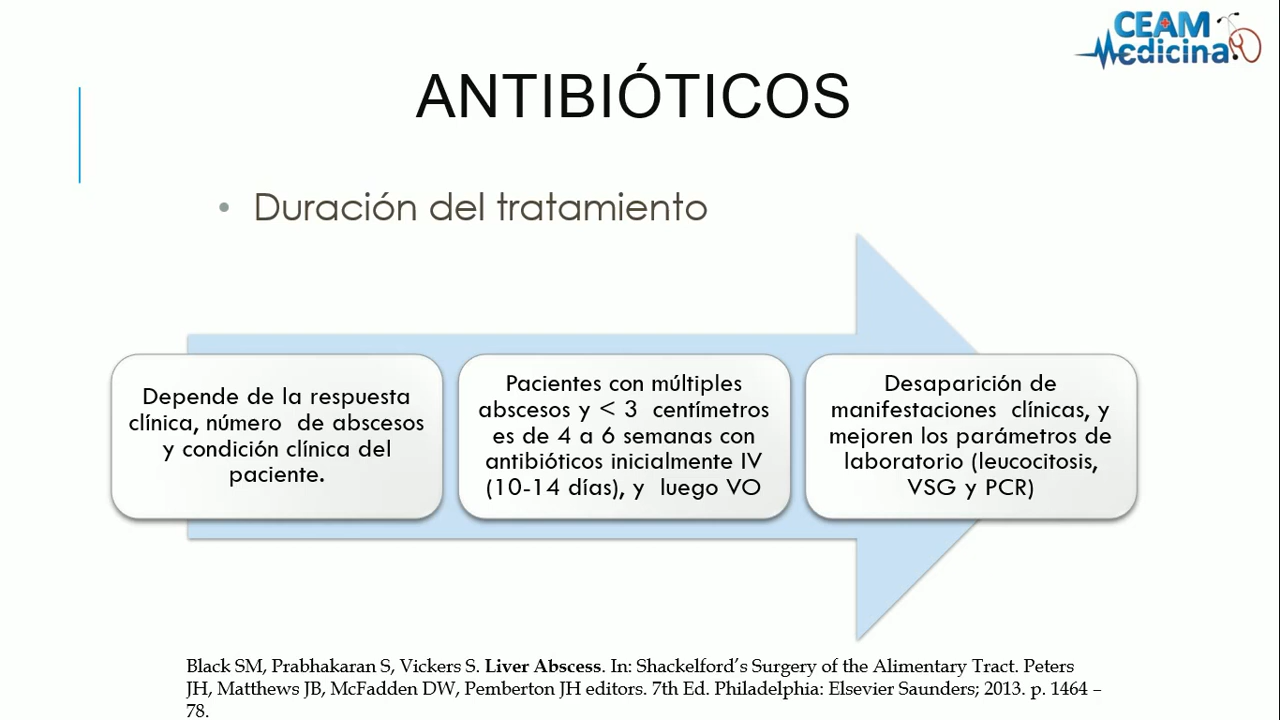 CEAM
Medicina
ANTIBIÓTICOS
• Duración del tratamiento
Depende de la respuesta
clínica, número de abscesos
y condición clínica del
paciente.
Pacientes con múltiples
abscesos y < 3 centímetros
es de 4 a 6 semanas con
antibióticos inicialmente IV
(10-14 días), y luego VO
Desaparición de
manifestaciones clínicas, y
mejoren los parámetros de
laboratorio (leucocitosis,
VSG y PCR)
Black SM, Prabhakaran S, Vickers S. Liver Abscess. In: Shackelford's Surgery of the Alimentary Tract. Peters
JH, Matthews JB, McFadden DW, Pemberton JH editors. 7th Ed. Philadelphia: Elsevier Saunders; 2013. p. 1464 –
78.